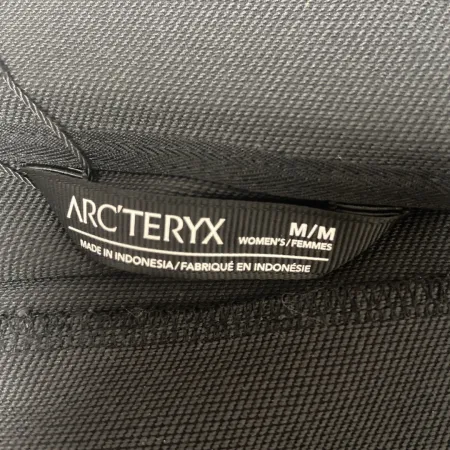 ARC'TERYX
M/M
WOMEN'S/FEMMES
MADE IN INDONESIA/FABRIQUÉ EN INDONÉSIE